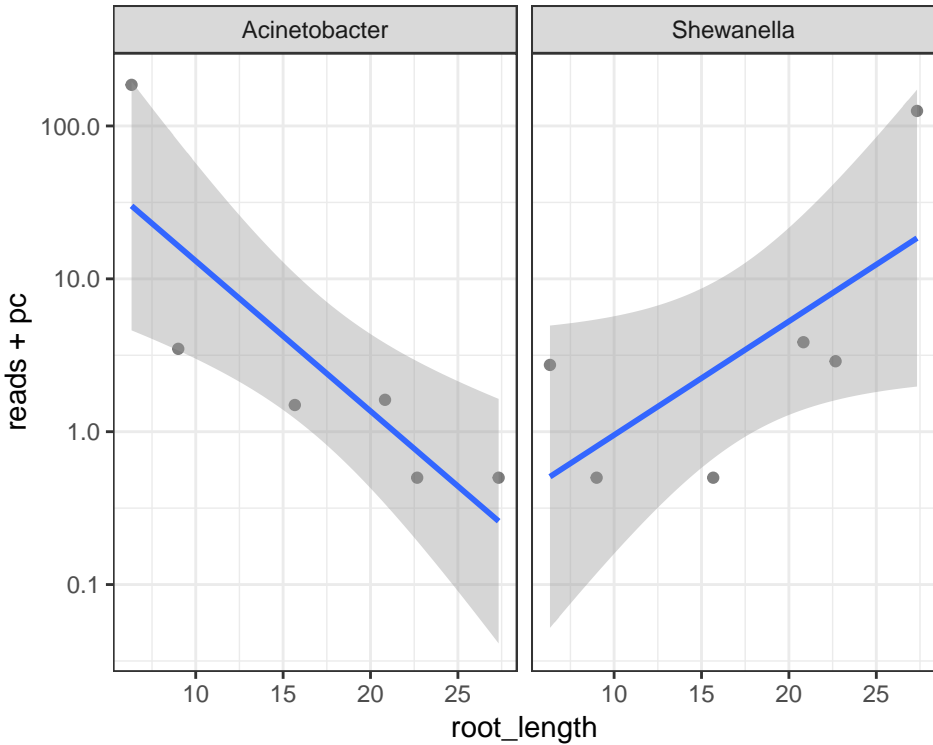 Acinetobacter
Shewanella
reads + pc
100.0
10.0
1.0
0.1
10 15 20 25
10 15 20 25
root_length